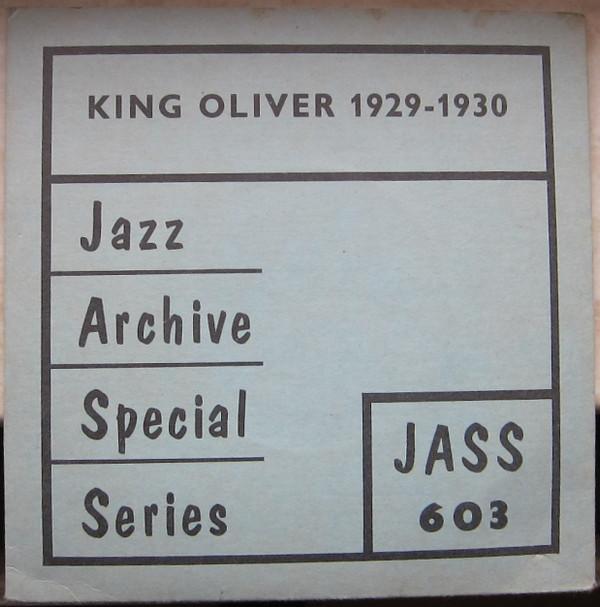 KING OLIVER 1929-1930
Jazz
Archive
Special
Series
JASS
603